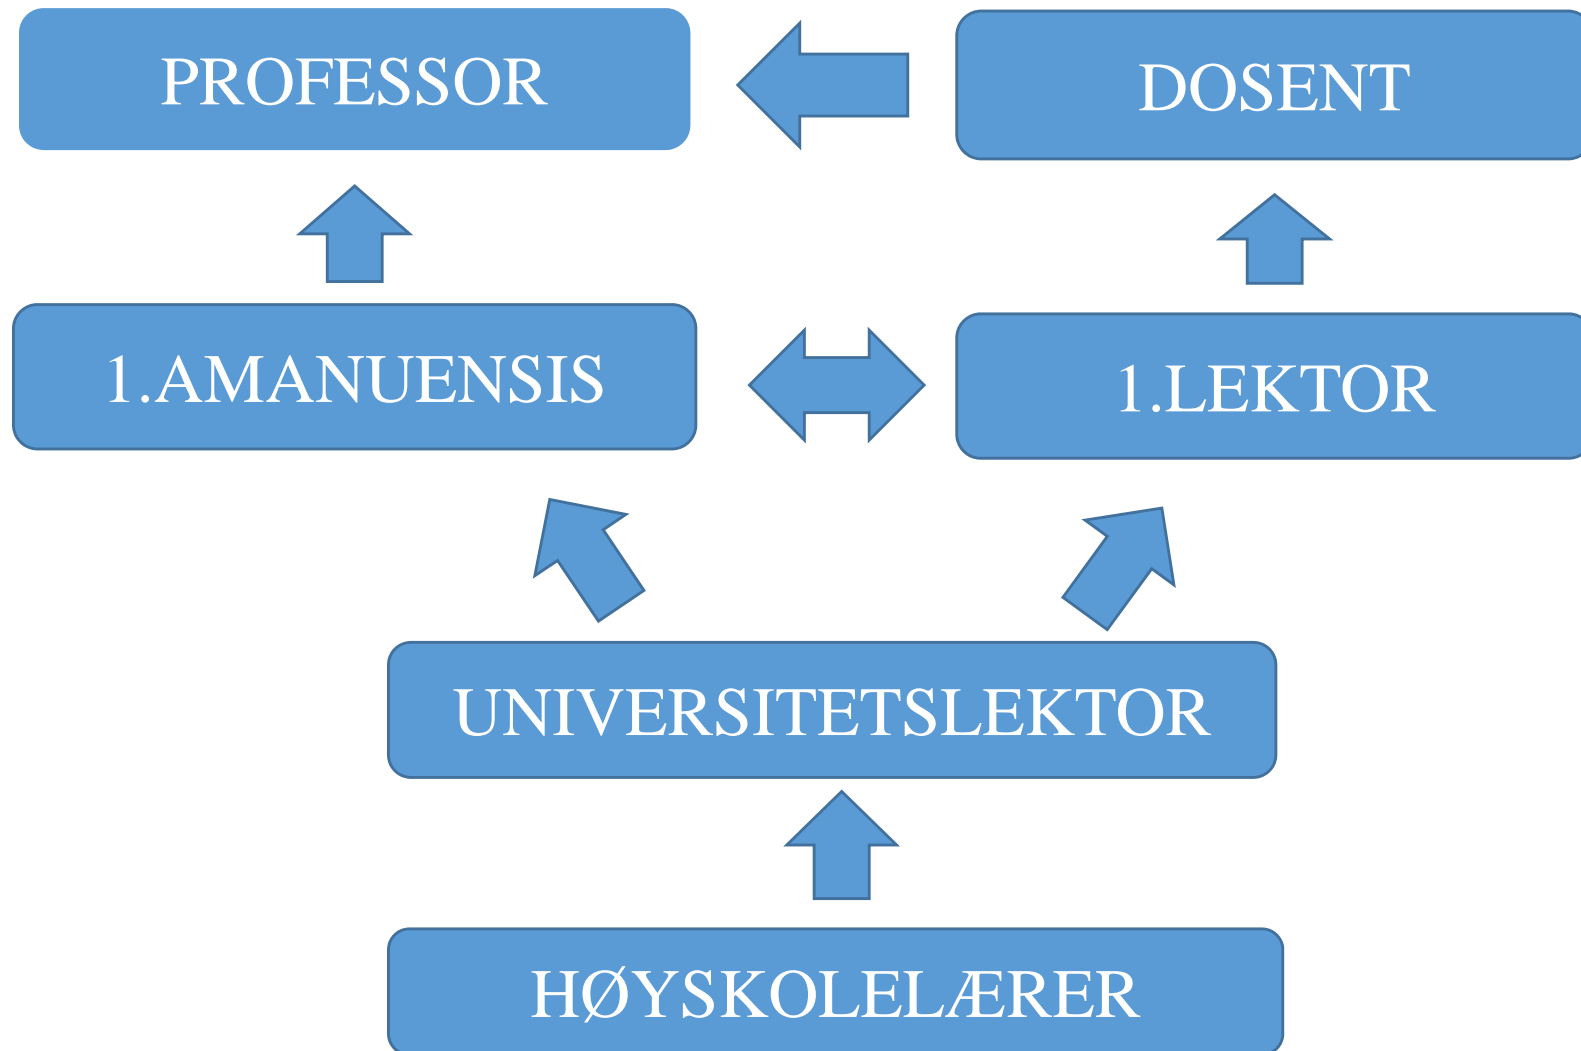 PROFESSOR
DOSENT
1.AMANUENSIS
1.LEKTOR
UNIVERSITETSLEKTOR
HØYSKOLELÆRER